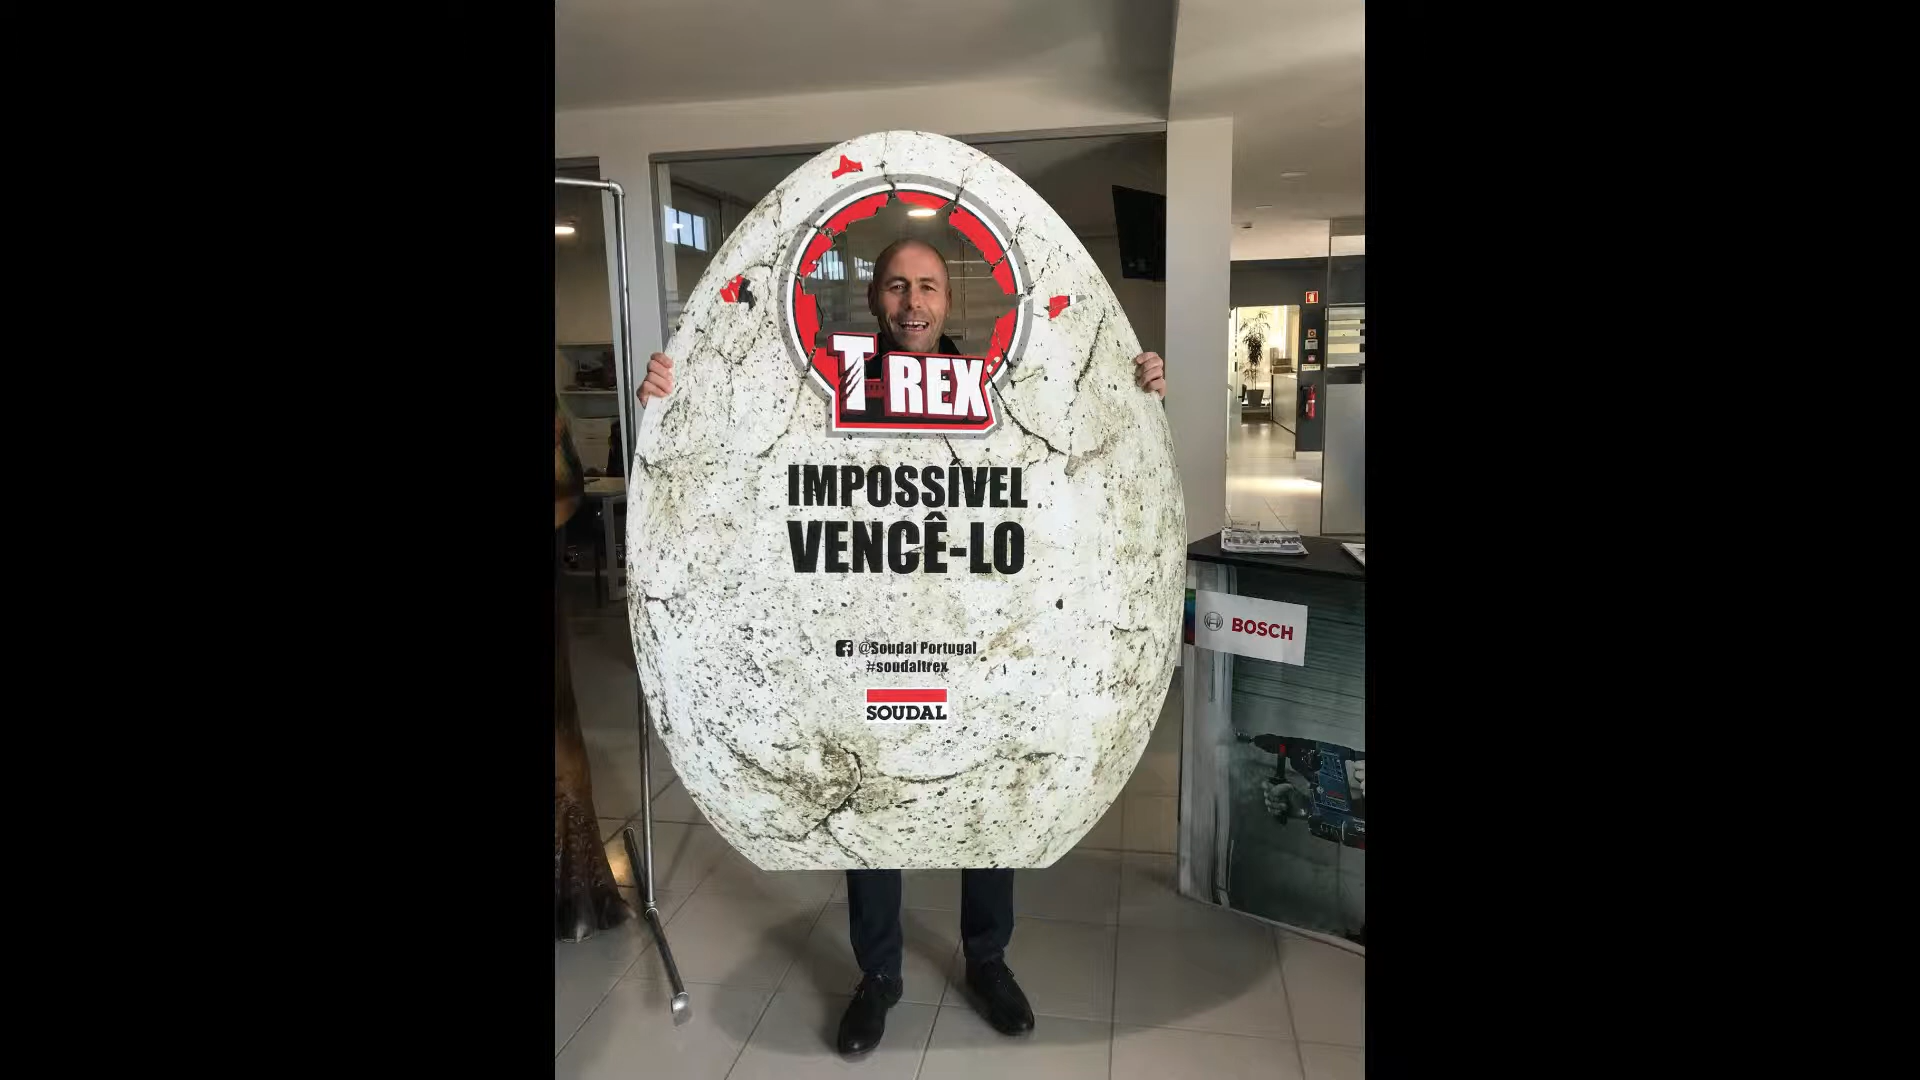 T-REX
IMPOSSÍVEL
VENCÊ-LO
@Soudal Portugal
#soudaltrex
SOUDAL
BOSCH